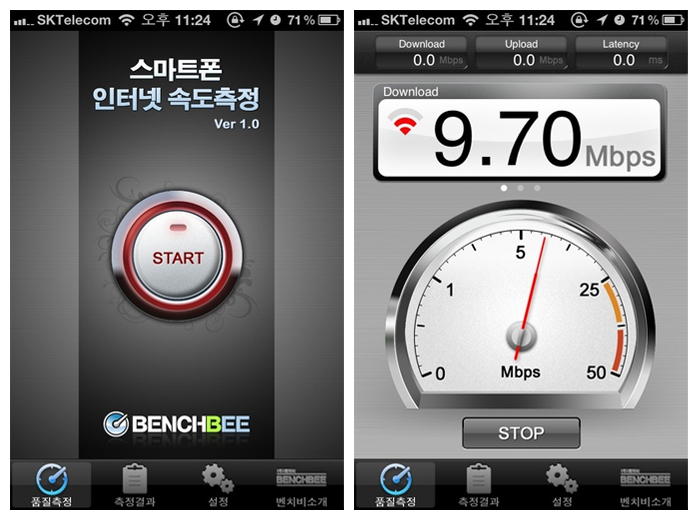 SKTelecom 오후 11:24 71%
스마트폰
인터넷 속도측정
Ver 1.0
START
BENCHBEE
품질측정 측정결과 설정 벤치비소개
BENCHBEE
SKTelecom 오후 11:24 71%
Download Upload Latency
0.0 Mbps 0.0 Mbps 0.0 ms
Download
9.70 Mbps
5
1 25
0 50
Mbps
STOP
품질측정 측정결과 설정 벤치비소개
BENCHBEE